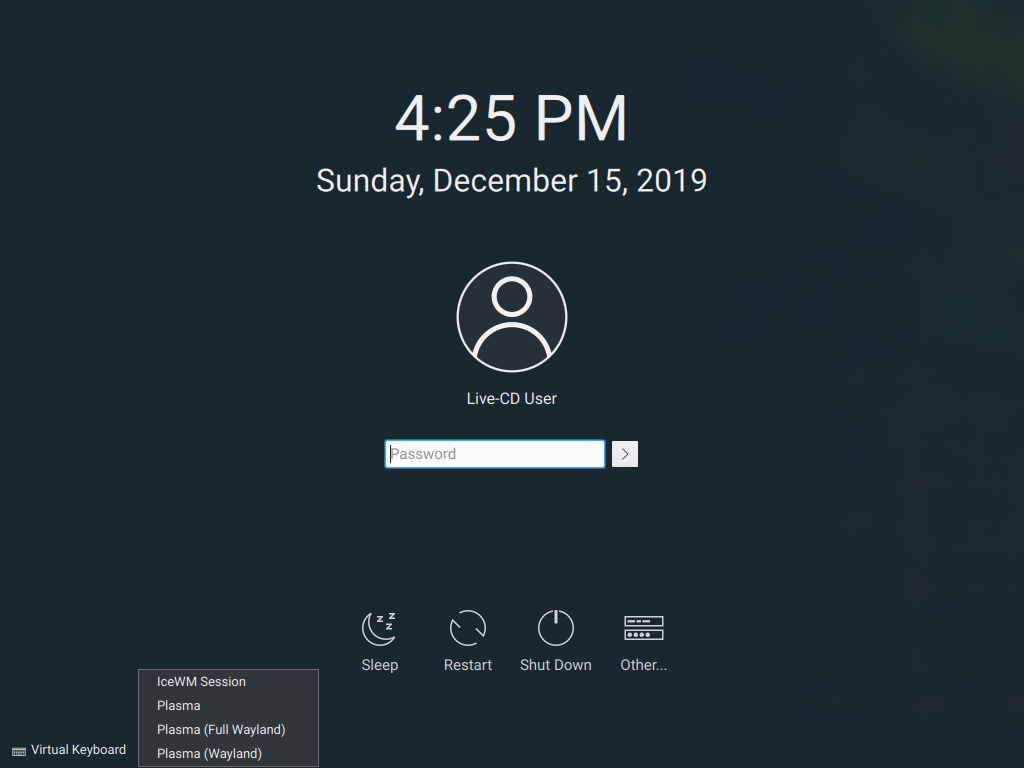 4:25 PM
Sunday, December 15, 2019
Live-CD User
Password
z z z
Sleep
Restart
Shut Down
Other...
IceWM Session
Plasma
Plasma (Full Wayland)
Plasma (Wayland)
Virtual Keyboard